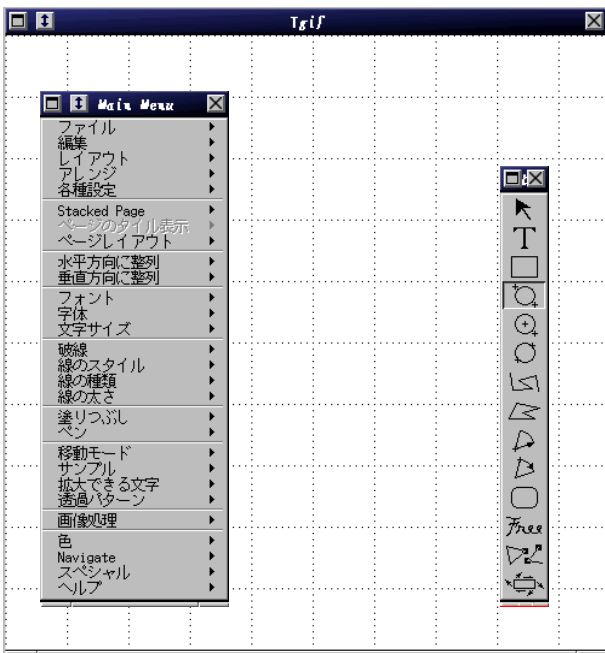 Tgif
Main Menu
ファイル
編集
レイアウト
アレンジ
各種設定
Stacked Page
ページのタイル表示
ページレイアウト
水平方向に整列
垂直方向に整列
フォント
字体
文字サイズ
破線
線のスタイル
線の種類
線の太さ
塗りつぶし
ペン
移動モード
サンプル
拡大できる文字
透過パターン
画像処理
色
Navigate
スペシャル
ヘルプ
T
Free